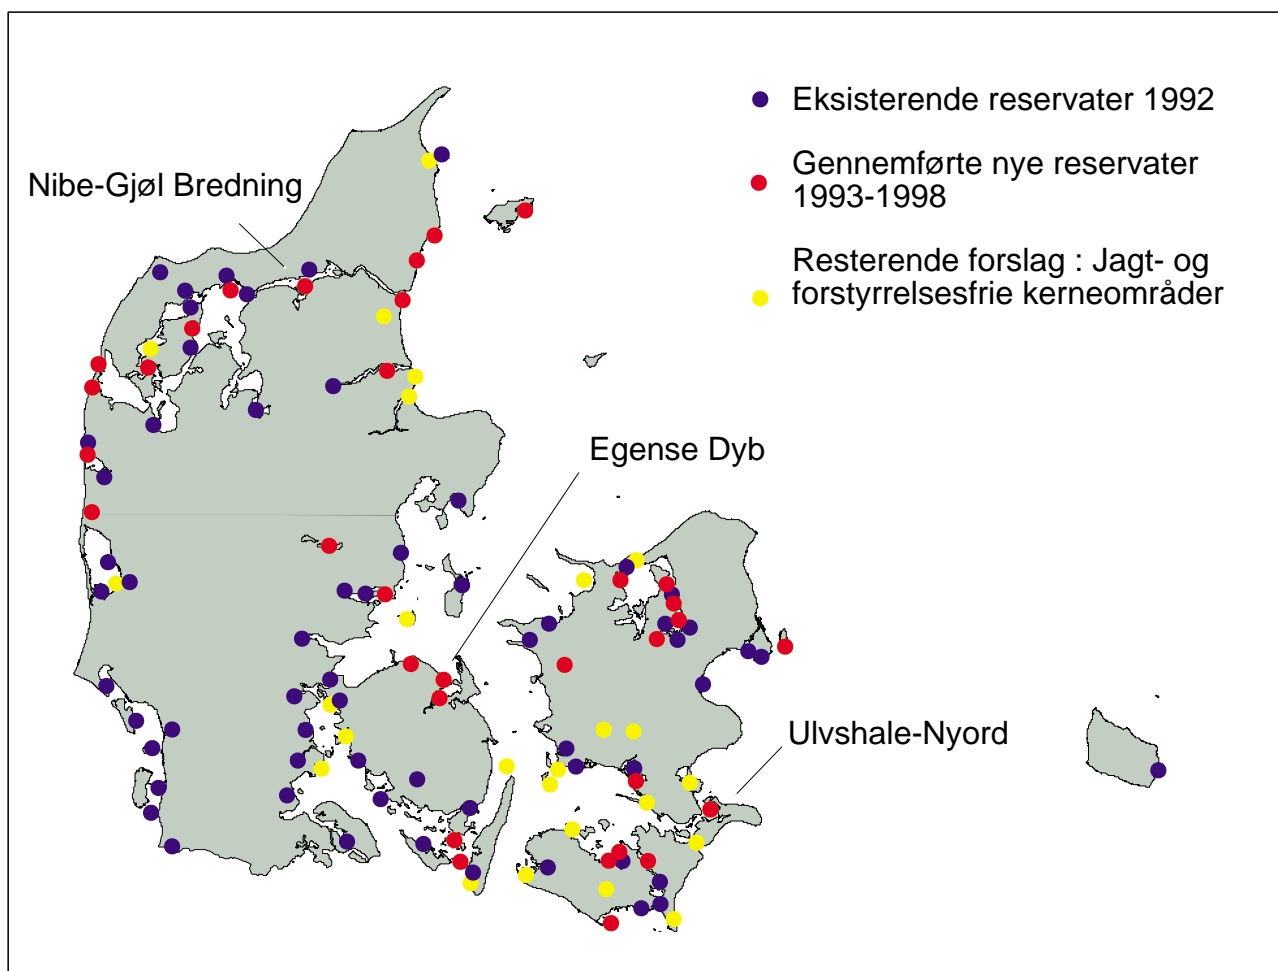 Eksisterende reservater 1992
Gennemførte nye reservater
1993-1998
Nibe-Gjøl Bredning
Resterende forslag : Jagt- og
forstyrrelsesfrie kerneområder
Egense Dyb
Ulvshale-Nyord